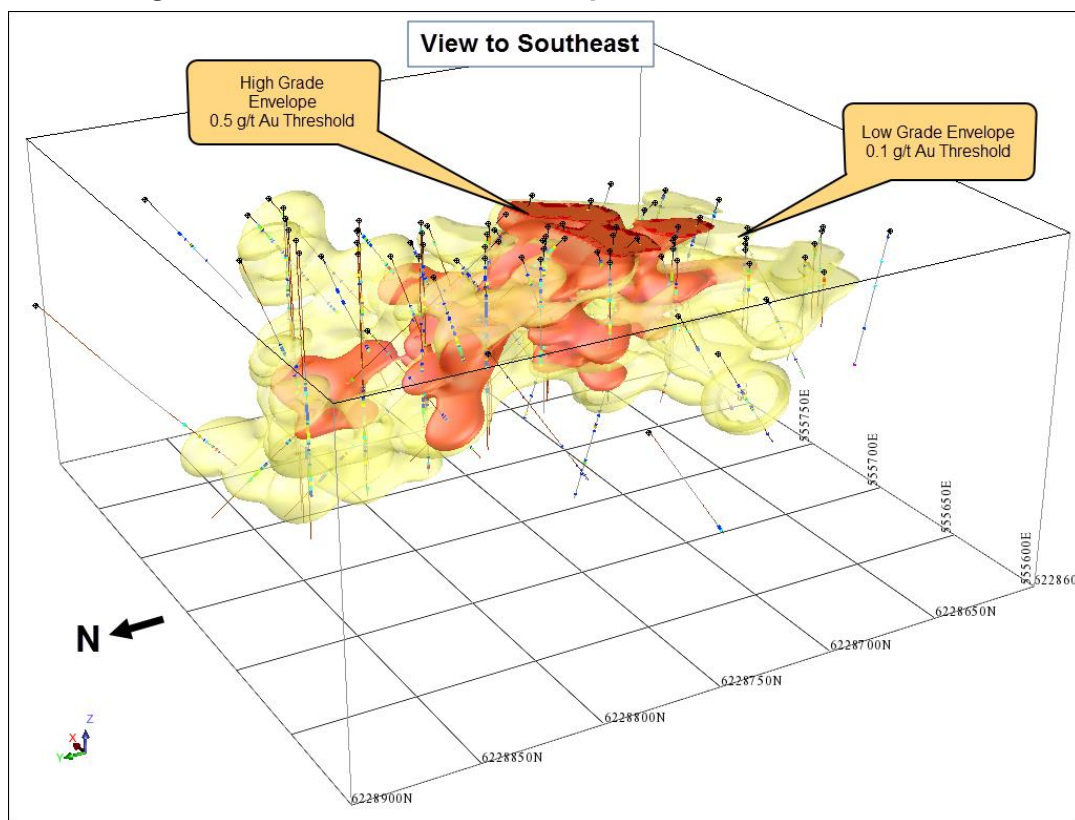 View to Southeast
High Grade
Envelope
0.5 g/t Au Threshold
Low Grade Envelope
0.1 g/t Au Threshold
555750E
555700E
555650E
555600E
622860
6228650N
6228700N
6228750N
6228800N
6228850N
6228900N
N
Z
X
Y